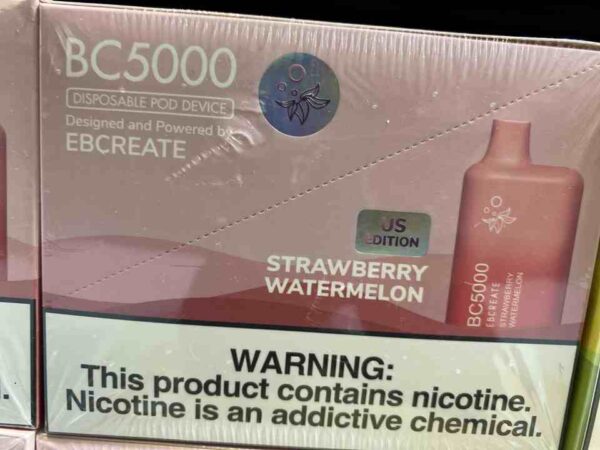 BC5000
DISPOSABLE POD DEVICE
Designed and Powered by
EBCREATE
US
EDITION
STRAWBERRY
WATERMELON
BC5000
EBCREATE
STRAWBERRY
WATERMELON
WARNING:
This product contains nicotine.
Nicotine is an addictive chemical.